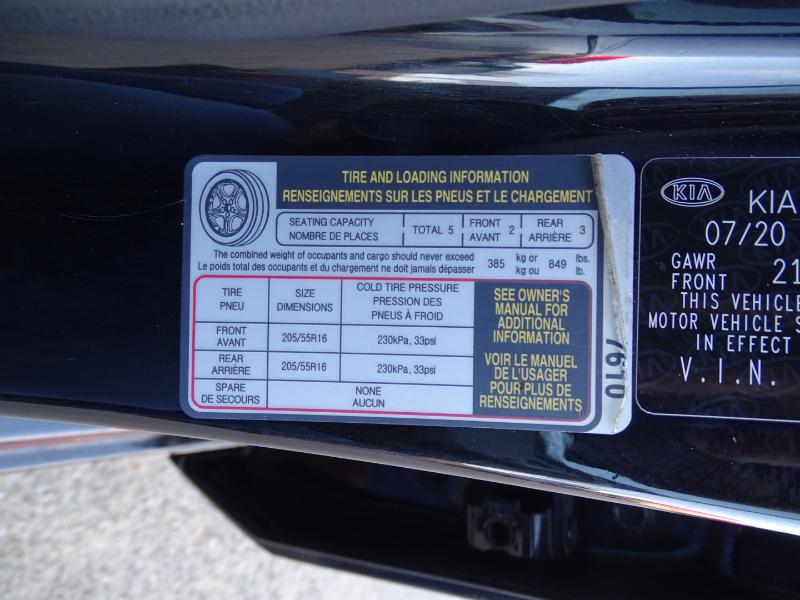 TIRE AND LOADING INFORMATION
RENSEIGNEMENTS SUR LES PNEUS ET LE CHARGEMENT
SEATING CAPACITY
NOMBRE DE PLACES
TOTAL 5
FRONT
AVANT 2
REAR
ARRIÈRE 3
The combined weight of occupants and cargo should never exceed
Le poids total des occupants et du chargement ne doit jamais dépasser
385 kg or
kg ou
849 lbs.
lb.
TIRE
PNEU
SIZE
DIMENSIONS
COLD TIRE PRESSURE
PRESSION DES
PNEUS À FROID
FRONT
AVANT
205/55R16
230kPa, 33psi
REAR
ARRIÈRE
205/55R16
230kPa, 33psi
SPARE
DE SECOURS
NONE
AUCUN
SEE OWNER'S
MANUAL FOR
ADDITIONAL
INFORMATION
VOIR LE MANUEL
DE L'USAGER
POUR PLUS DE
RENSEIGNEMENTS
KIA
KIA
07/20
GAWR
FRONT 21
THIS VEHICLE
MOTOR VEHICLE S
IN EFFECT
V.I.N.